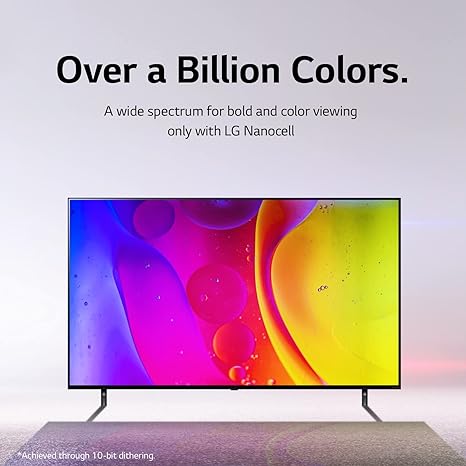 Over a Billion Colors.
A wide spectrum for bold and color viewing
only with LG Nanocell
*Achieved through 10-bit dithering.